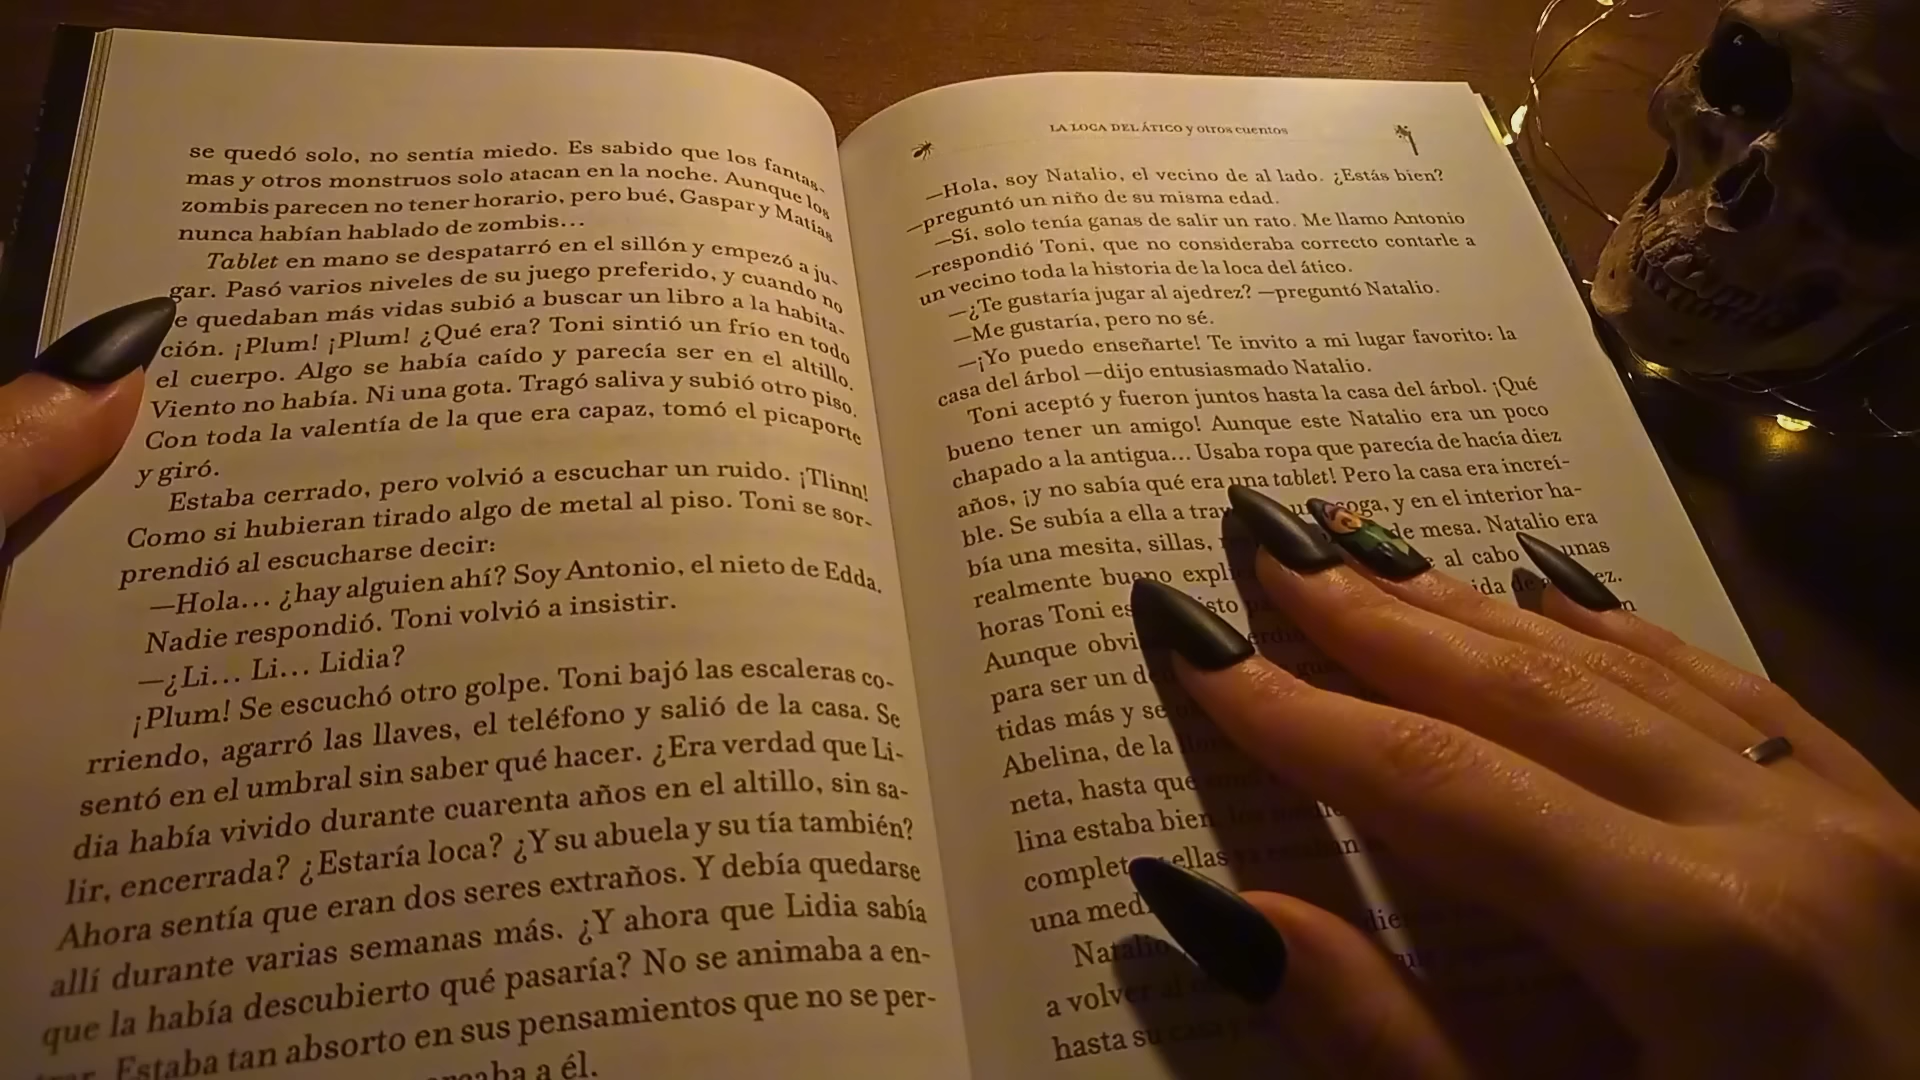 se quedó solo, no sentía miedo. Es sabido que los fantas-
mas y otros monstruos solo atacan en la noche. Aunque los
zombis parecen no tener horario, pero bué, Gaspar y Matías
nunca habían hablado de zombis...
Tablet en mano se despatarró en el sillón y empezó a ju-
gar. Pasó varios niveles de su juego preferido, y cuando no
e quedaban más vidas subió a buscar un libro a la habita-
ción. ¡Plum! ¡Plum! ¿Qué era? Toni sintió un frío en todo
el cuerpo. Algo se había caído y parecía ser en el altillo.
Viento no había. Ni una gota. Tragó saliva y subió otro piso.
Con toda la valentía de la que era capaz, tomó el picaporte
y giró.
Estaba cerrado, pero volvió a escuchar un ruido. ¡Tlinn!
Como si hubieran tirado algo de metal al piso. Toni se sor-
prendió al escucharse decir:
—Hola... ¿hay alguien ahí? Soy Antonio, el nieto de Edda.
Nadie respondió. Toni volvió a insistir.
—¿Li... Li... Lidia?
¡Plum! Se escuchó otro golpe. Toni bajó las escaleras co-
rriendo, agarró las llaves, el teléfono y salió de la casa. Se
sentó en el umbral sin saber qué hacer. ¿Era verdad que Li-
dia había vivido durante cuarenta años en el altillo, sin sa-
lir, encerrada? ¿Estaría loca? ¿Y su abuela y su tía también?
Ahora sentía que eran dos seres extraños. Y debía quedarse
allí durante varias semanas más. ¿Y ahora que Lidia sabía
que la había descubierto qué pasaría? No se animaba a en-
Estaba tan absorto en sus pensamientos que no se per-
a él.
LA LOCA DEL ÁTICO y otros cuentos
—Hola, soy Natalio, el vecino de al lado. ¿Estás bien?
—preguntó un niño de su misma edad.
—Sí, solo tenía ganas de salir un rato. Me llamo Antonio
—respondió Toni, que no consideraba correcto contarle a
un vecino toda la historia de la loca del ático.
—¿Te gustaría jugar al ajedrez? —preguntó Natalio.
—Me gustaría, pero no sé.
—¡Yo puedo enseñarte! Te invito a mi lugar favorito: la
casa del árbol —dijo entusiasmado Natalio.
Toni aceptó y fueron juntos hasta la casa del árbol. ¡Qué
bueno tener un amigo! Aunque este Natalio era un poco
chapado a la antigua... Usaba ropa que parecía de hacía diez
años, ¡y no sabía qué era una tablet! Pero la casa era increí-
ble. Se subía a ella a soga, y en el interior ha-
bía una mesita, sillas, de mesa. Natalio era
realmente bueno al cabo unas
horas Toni
Aunque
para ser un
tidas más y se
Abelina, de la
neta, hasta que
lina estaba bien
ellas
una
Natalio
a volver
hasta su